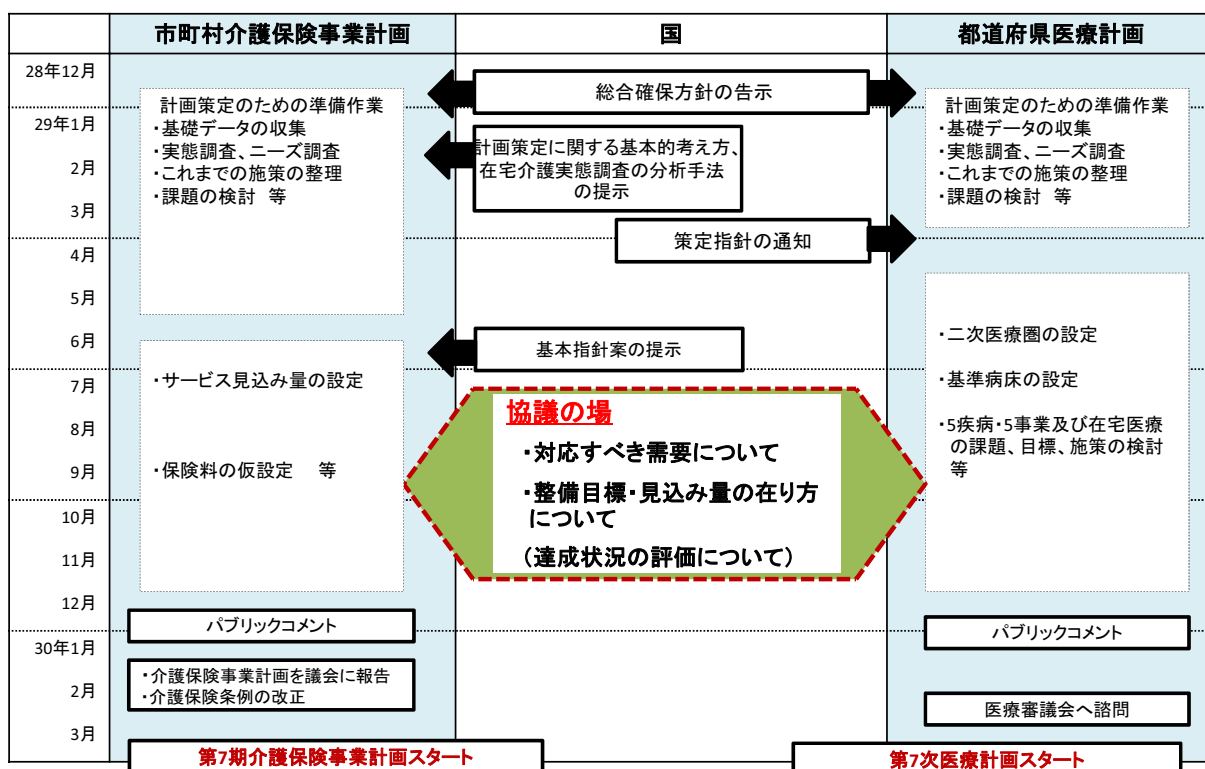 市町村介護保険事業計画
国
都道府県医療計画
28年12月
29年1月
2月
3月
4月
5月
6月
7月
8月
9月
10月
11月
12月
30年1月
2月
3月
計画策定のための準備作業
・基礎データの収集
・実態調査、ニーズ調査
・これまでの施策の整理
・課題の検討 等
・サービス見込み量の設定
・保険料の仮設定 等
パブリックコメント
・介護保険事業計画を議会に報告
・介護保険条例の改正
第7期介護保険事業計画スタート
総合確保方針の告示
計画策定に関する基本的考え方、
在宅介護実態調査の分析手法
の提示
策定指針の通知
基本指針案の提示
協議の場
・対応すべき需要について
・整備目標・見込み量の在り方
について
（達成状況の評価について）
計画策定のための準備作業
・基礎データの収集
・実態調査、ニーズ調査
・これまでの施策の整理
・課題の検討 等
・二次医療圏の設定
・基準病床の設定
・5疾病・5事業及び在宅医療
の課題、目標、施策の検討
等
パブリックコメント
医療審議会へ諮問
第7次医療計画スタート